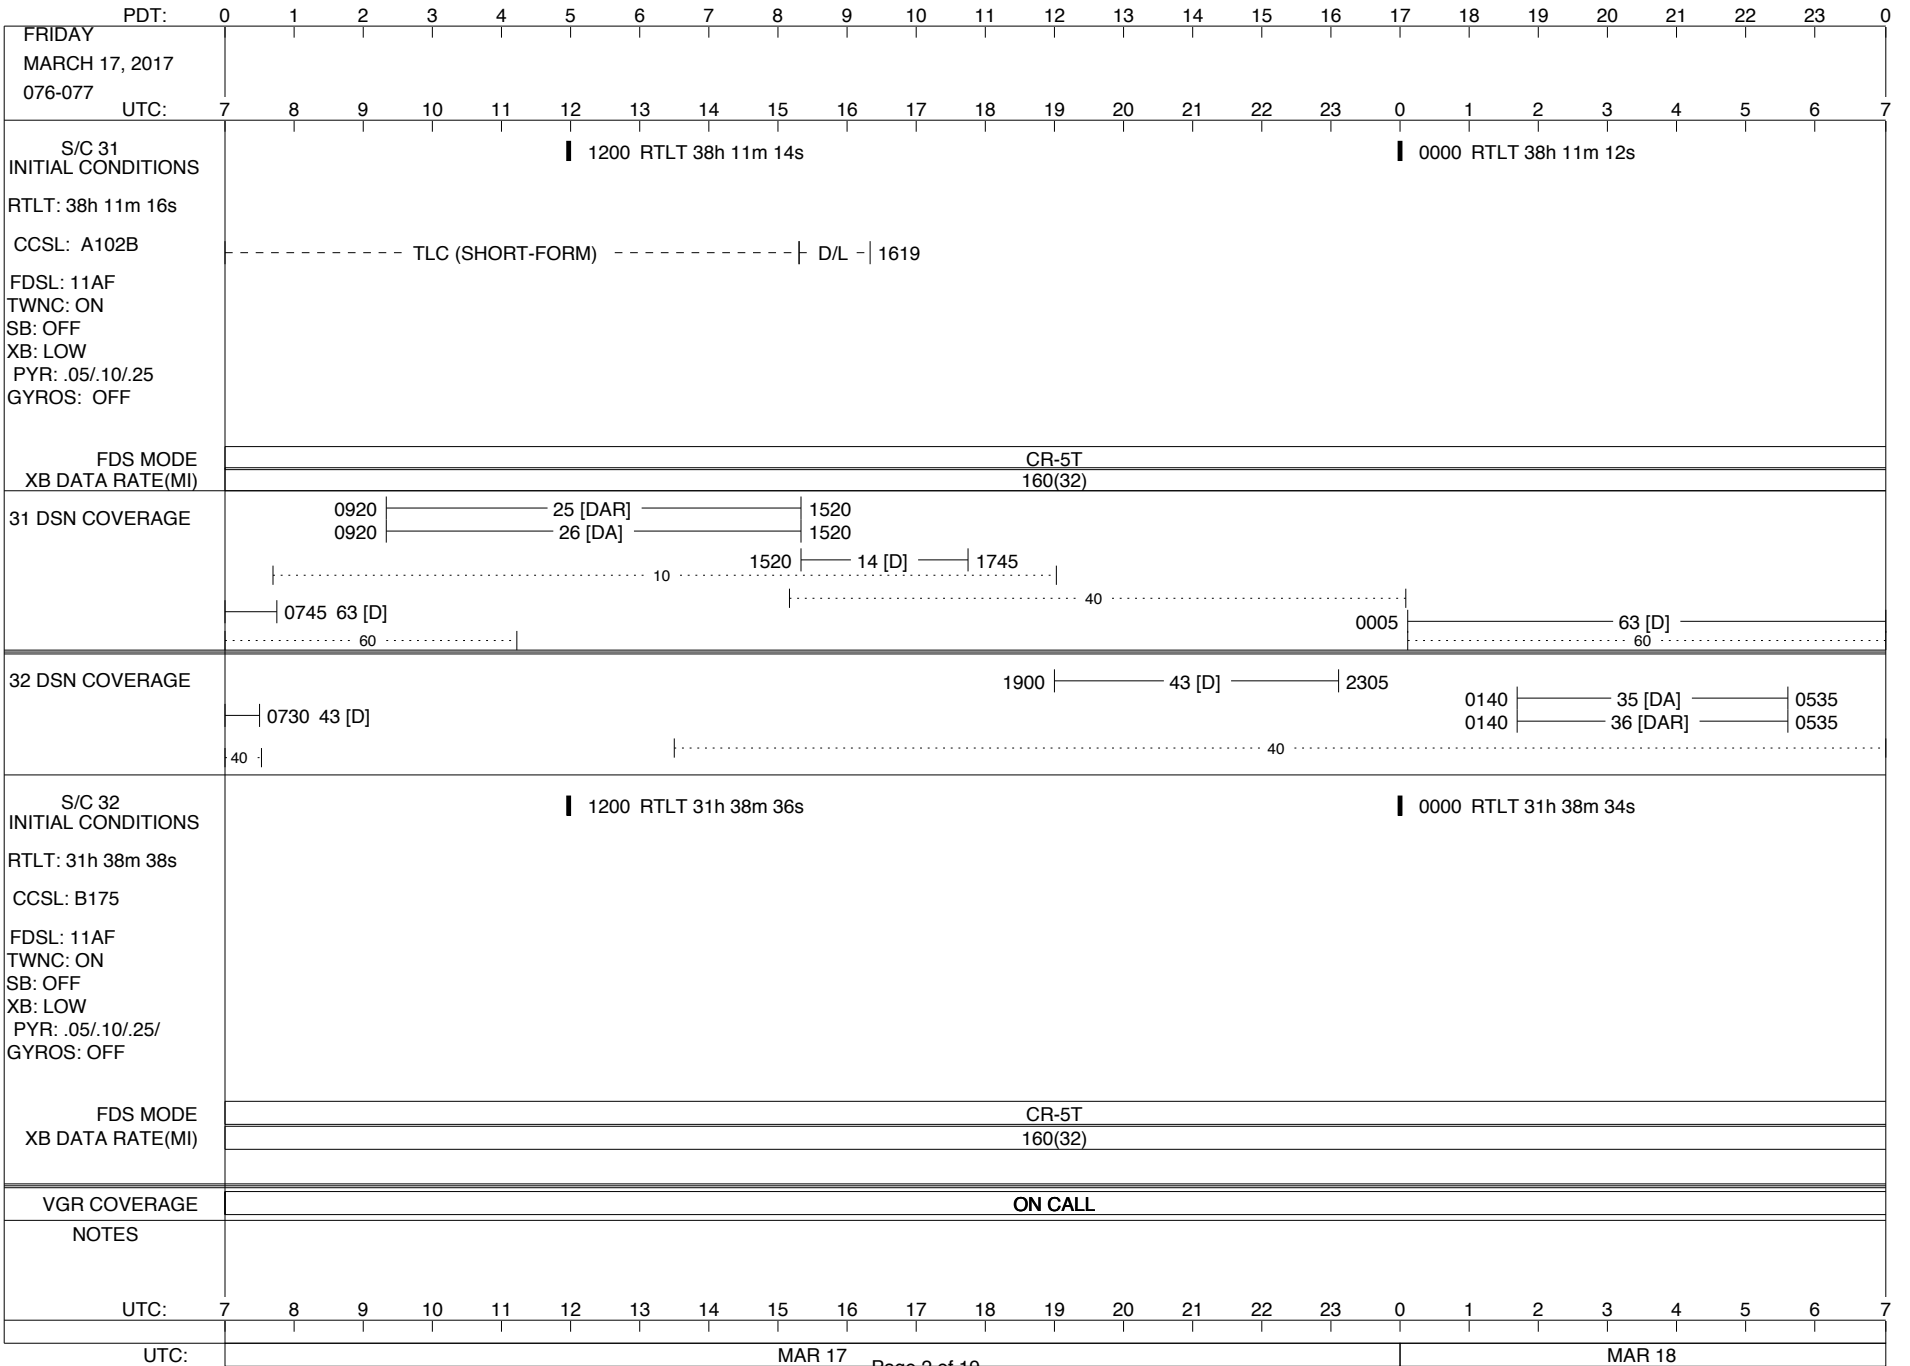 PDT: 0 1 2 3 4 5 6 7 8 9 10 11 12 13 14 15 16 17 18 19 20 21 22 23 0
FRIDAY
MARCH 17, 2017
076-077
UTC: 7 8 9 10 11 12 13 14 15 16 17 18 19 20 21 22 23 0 1 2 3 4 5 6 7
S/C 31
INITIAL CONDITIONS
1200 RTLT 38h 11m 14s
0000 RTLT 38h 11m 12s
RTLT: 38h 11m 16s
CCSL: A102B
TLC (SHORT-FORM) D/L 1619
FDSL: 11AF
TWNC: ON
SB: OFF
XB: LOW
PYR: .05/.10/.25
GYROS: OFF
FDS MODE CR-5T
XB DATA RATE(MI) 160(32)
31 DSN COVERAGE
0920 25 [DAR] 1520
0920 26 [DA] 1520
1520 14 [D] 1745
10
40
0745 63 [D]
0005 63 [D]
60 60
32 DSN COVERAGE
1900 43 [D] 2305
0140 35 [DA] 0535
0730 43 [D]
0140 36 [DAR] 0535
40
40
S/C 32
INITIAL CONDITIONS
1200 RTLT 31h 38m 36s
0000 RTLT 31h 38m 34s
RTLT: 31h 38m 38s
CCSL: B175
FDSL: 11AF
TWNC: ON
SB: OFF
XB: LOW
PYR: .05/.10/.25/
GYROS: OFF
FDS MODE CR-5T
XB DATA RATE(MI) 160(32)
VGR COVERAGE ON CALL
NOTES
UTC: 7 8 9 10 11 12 13 14 15 16 17 18 19 20 21 22 23 0 1 2 3 4 5 6 7
UTC: MAR 17 MAR 18
Page 2 of 10